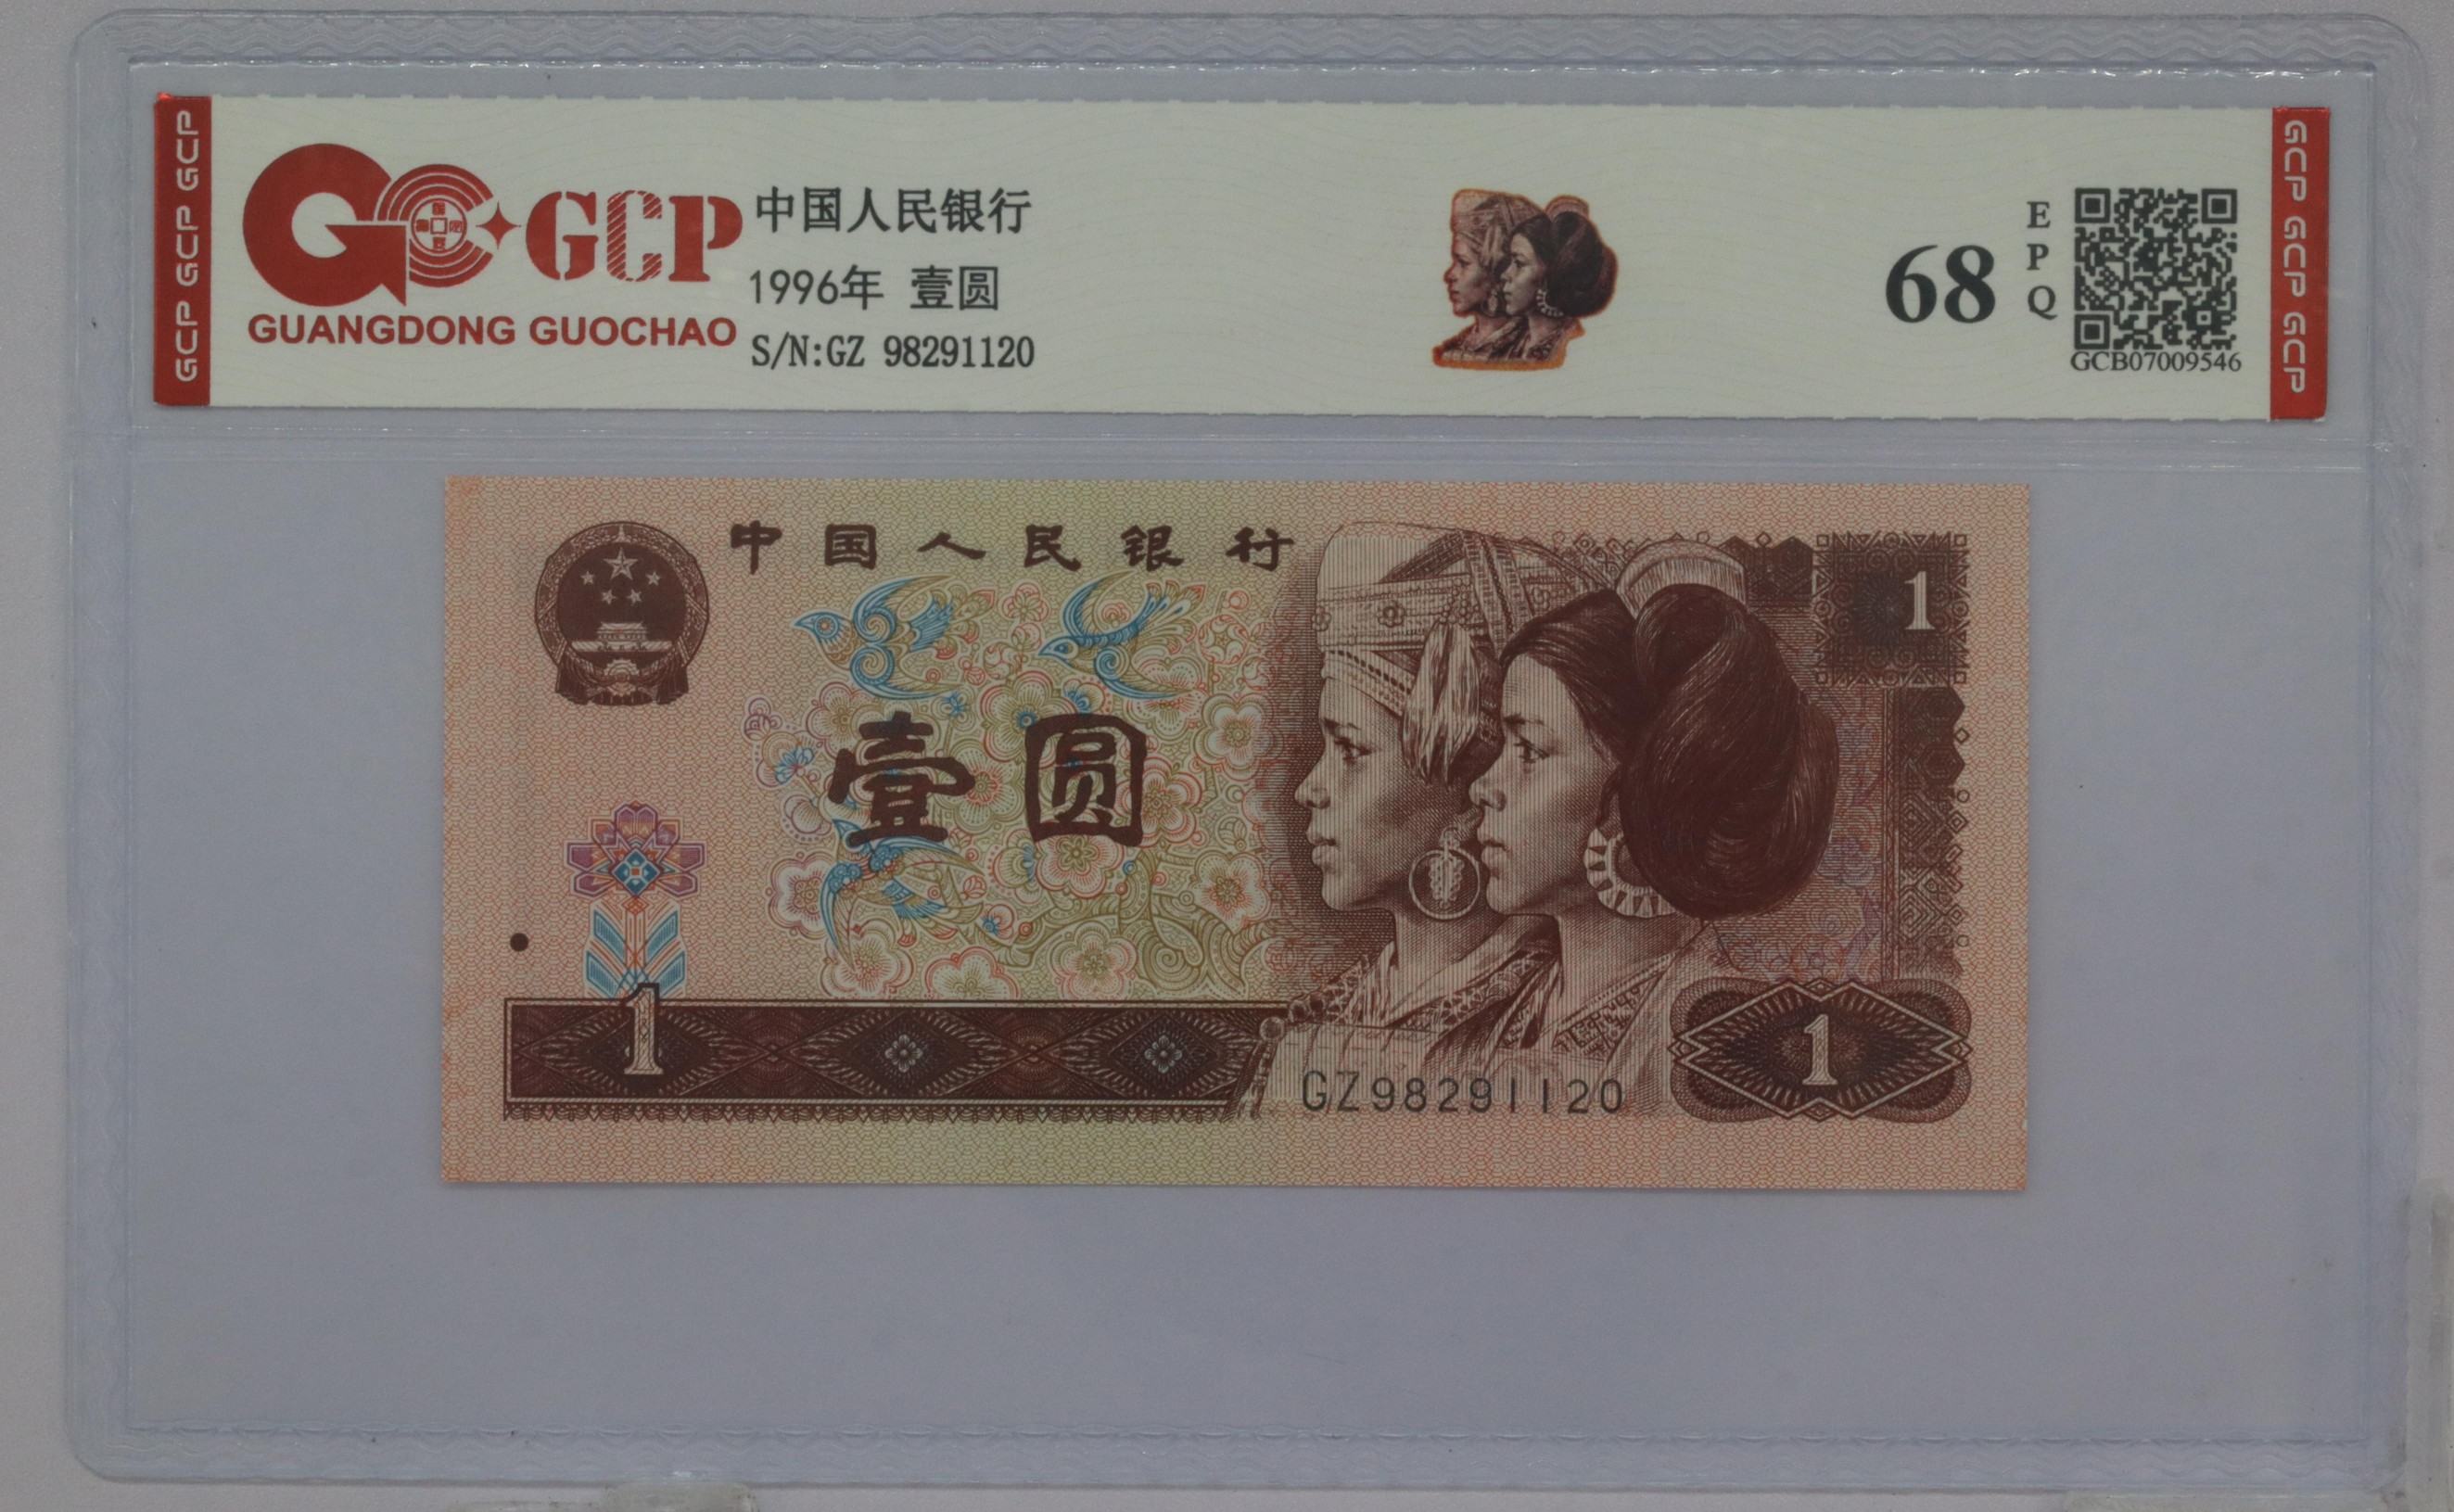 GCP GCP GCP
GCP
GUANGDONG GUOCHAO
中国人民银行
1996年 壹圆
S/N:GZ 98291120
68
EPQ
GCB07009546
GCP GCP GCP
中国人民银行
1
壹圆
1
1
GZ98291120